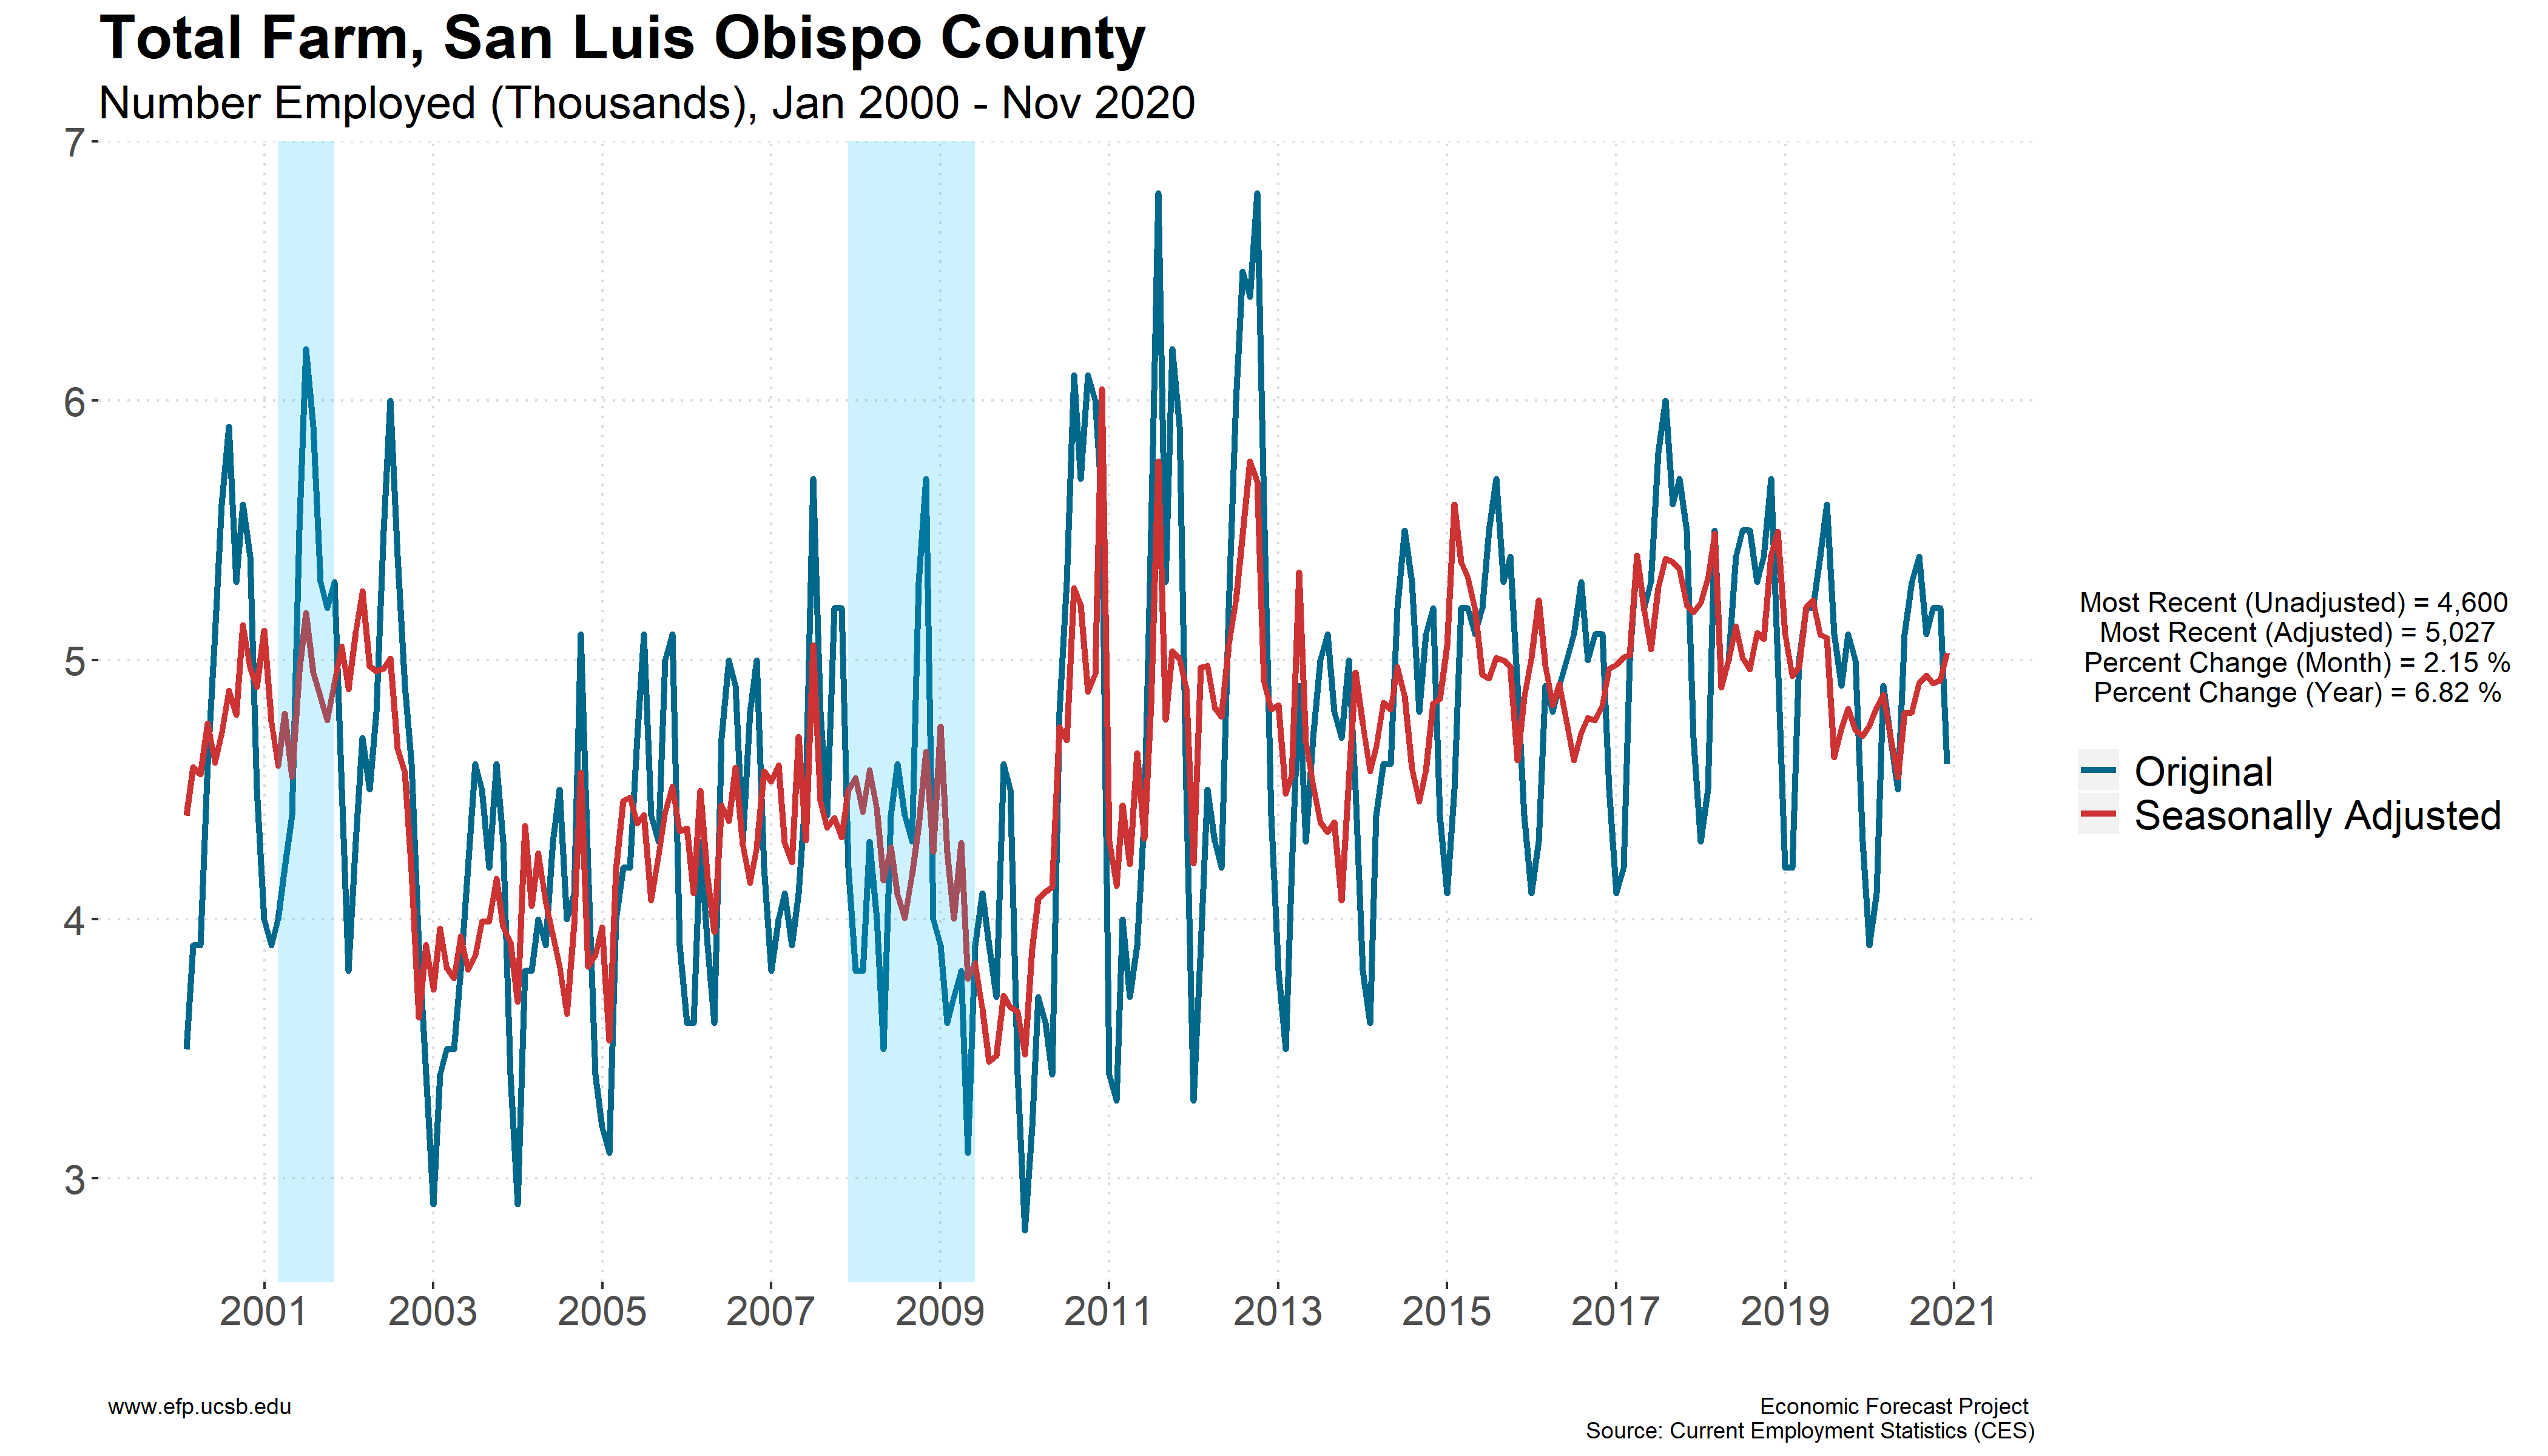 Total Farm, San Luis Obispo County
Number Employed (Thousands), Jan 2000 - Nov 2020
7
6
5
4
3
2001 2003 2005 2007 2009 2011 2013 2015 2017 2019 2021
Most Recent (Unadjusted) = 4,600
Most Recent (Adjusted) = 5,027
Percent Change (Month) = 2.15 %
Percent Change (Year) = 6.82 %
Original
Seasonally Adjusted
www.efp.ucsb.edu
Economic Forecast Project
Source: Current Employment Statistics (CES)